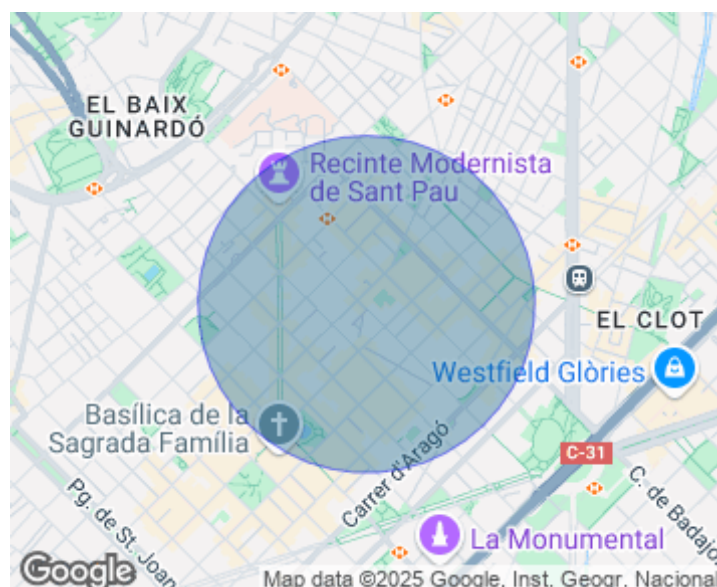 EL BAIX
GUINARDÓ
Recinte Modernista
de Sant Pau
EL CLOT
Westfield Glòries
Basílica de la
Sagrada Família
Carrer d'Aragó
C-31
Pg. de St. Joan
C. de Badajo
La Monumental
Google
Map data ©2025 Google, Inst. Geogr. Nacional